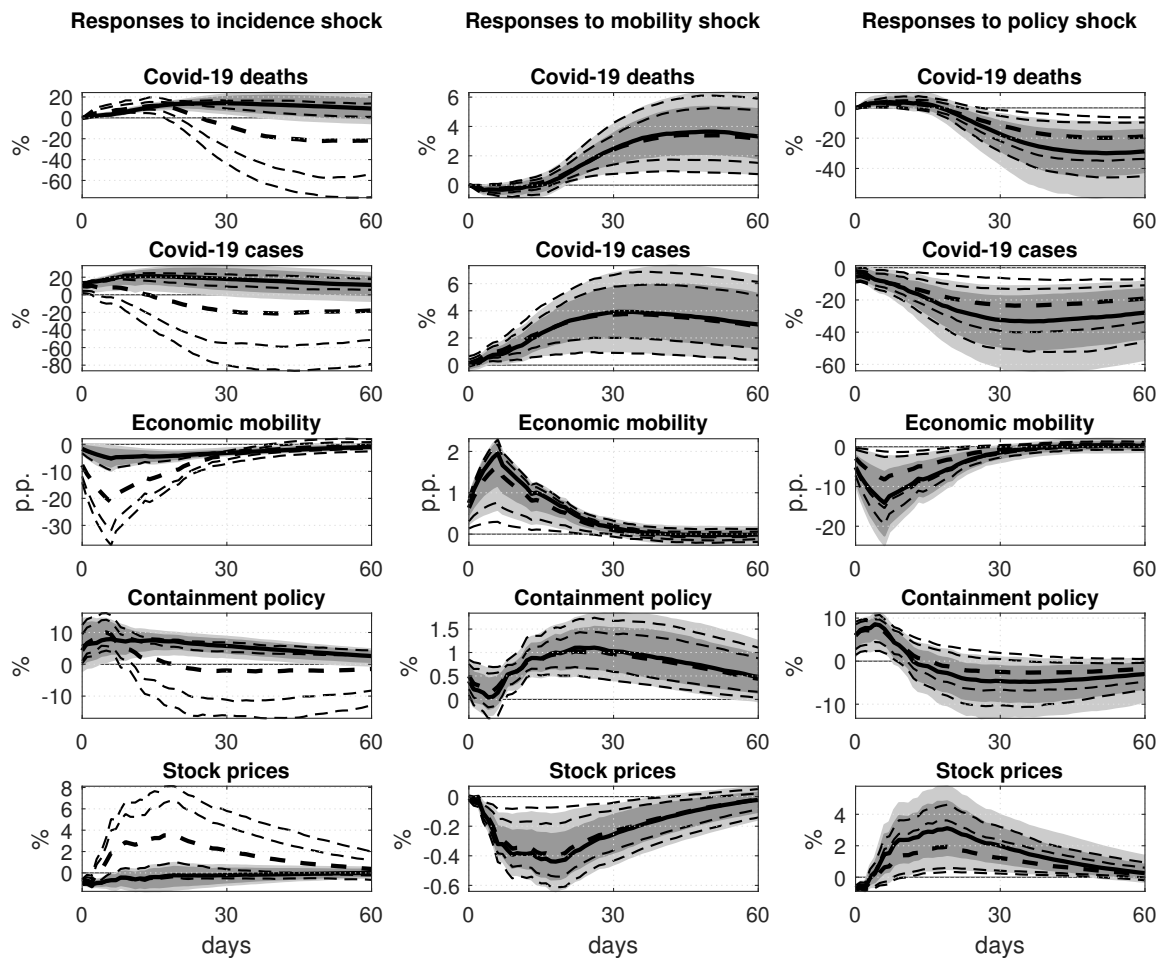 Responses to incidence shock Responses to mobility shock Responses to policy shock
Covid-19 deaths Covid-19 deaths Covid-19 deaths
20
0
-20
-40
-60
%
0 30 60
6
4
2
0
%
0 30 60
0
-20
-40
%
0 30 60
Covid-19 cases Covid-19 cases Covid-19 cases
20
0
-20
-40
-60
-80
%
0 30 60
6
4
2
0
%
0 30 60
0
-20
-40
-60
%
0 30 60
Economic mobility Economic mobility Economic mobility
0
-10
-20
-30
p.p.
0 30 60
2
1
0
p.p.
0 30 60
0
-10
-20
p.p.
0 30 60
Containment policy Containment policy Containment policy
10
0
-10
%
0 30 60
1.5
1
0.5
0
%
0 30 60
10
0
-10
%
0 30 60
Stock prices Stock prices Stock prices
8
6
4
2
0
%
0 30 60
days
0
-0.2
-0.4
-0.6
%
0 30 60
days
4
2
0
%
0 30 60
days